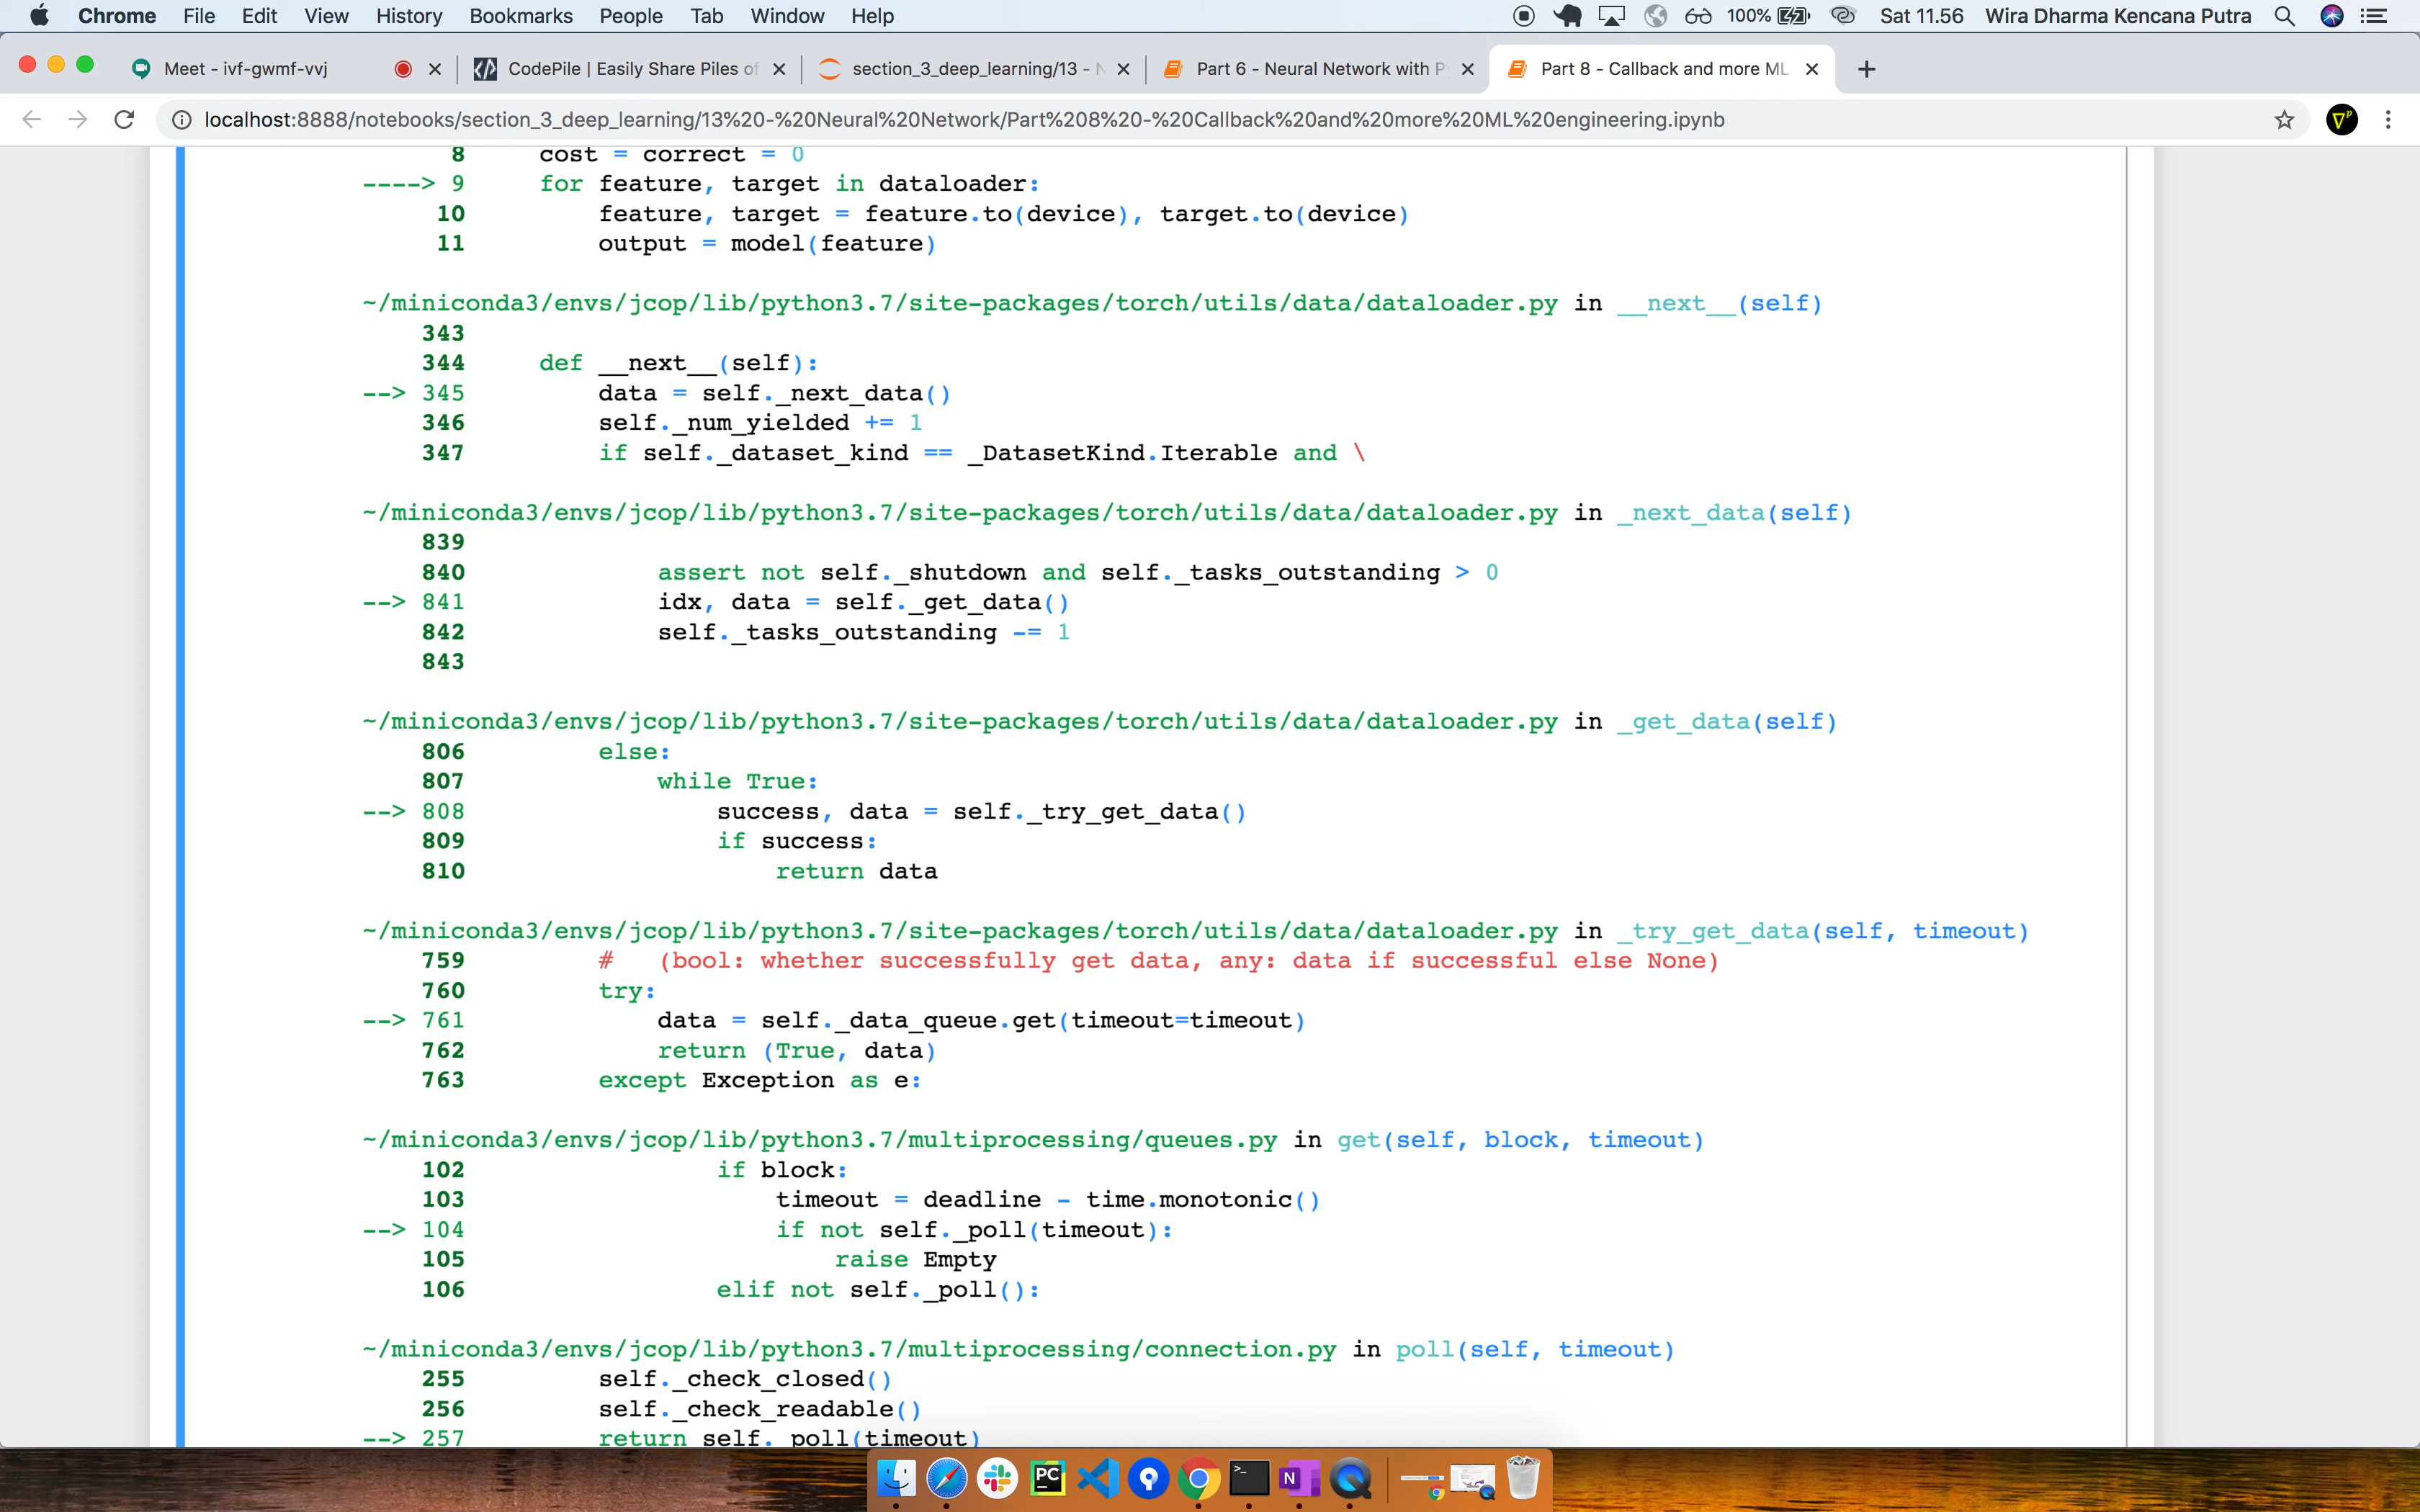 Chrome File Edit View History Bookmarks People Tab Window Help 100% Sat 11.56 Wira Dharma Kencana Putra
Meet - ivf-gwmf-vvj CodePile | Easily Share Piles of section_3_deep_learning/13 - N Part 6 - Neural Network with P Part 8 - Callback and more ML
localhost:8888/notebooks/section_3_deep_learning/13%20-%20Neural%20Network/Part%208%20-%20Callback%20and%20more%20ML%20engineering.ipynb
8 cost = correct = 0
----> 9 for feature, target in dataloader:
10 feature, target = feature.to(device), target.to(device)
11 output = model(feature)
~/miniconda3/envs/jcop/lib/python3.7/site-packages/torch/utils/data/dataloader.py in __next__(self)
343
344 def __next__(self):
--> 345 data = self._next_data()
346 self._num_yielded += 1
347 if self._dataset_kind == _DatasetKind.Iterable and \
~/miniconda3/envs/jcop/lib/python3.7/site-packages/torch/utils/data/dataloader.py in _next_data(self)
839
840 assert not self._shutdown and self._tasks_outstanding > 0
--> 841 idx, data = self._get_data()
842 self._tasks_outstanding -= 1
843
~/miniconda3/envs/jcop/lib/python3.7/site-packages/torch/utils/data/dataloader.py in _get_data(self)
806 else:
807 while True:
--> 808 success, data = self._try_get_data()
809 if success:
810 return data
~/miniconda3/envs/jcop/lib/python3.7/site-packages/torch/utils/data/dataloader.py in _try_get_data(self, timeout)
759 # (bool: whether successfully get data, any: data if successful else None)
760 try:
--> 761 data = self._data_queue.get(timeout=timeout)
762 return (True, data)
763 except Exception as e:
~/miniconda3/envs/jcop/lib/python3.7/multiprocessing/queues.py in get(self, block, timeout)
102 if block:
103 timeout = deadline - time.monotonic()
--> 104 if not self._poll(timeout):
105 raise Empty
106 elif not self._poll():
~/miniconda3/envs/jcop/lib/python3.7/multiprocessing/connection.py in poll(self, timeout)
255 self._check_closed()
256 self._check_readable()
--> 257 return self._poll(timeout)